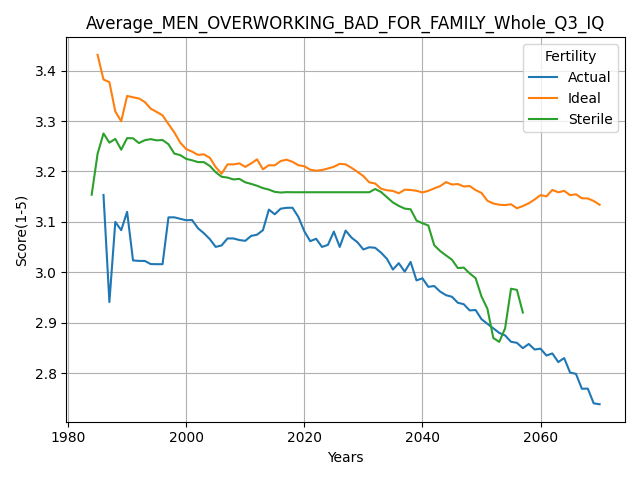 Average_MEN_OVERWORKING_BAD_FOR_FAMILY_Whole_Q3_IQ
Fertility
Actual
Ideal
Sterile
Score(1-5)
3.4
3.3
3.2
3.1
3.0
2.9
2.8
1980
2000
2020
2040
2060
Years